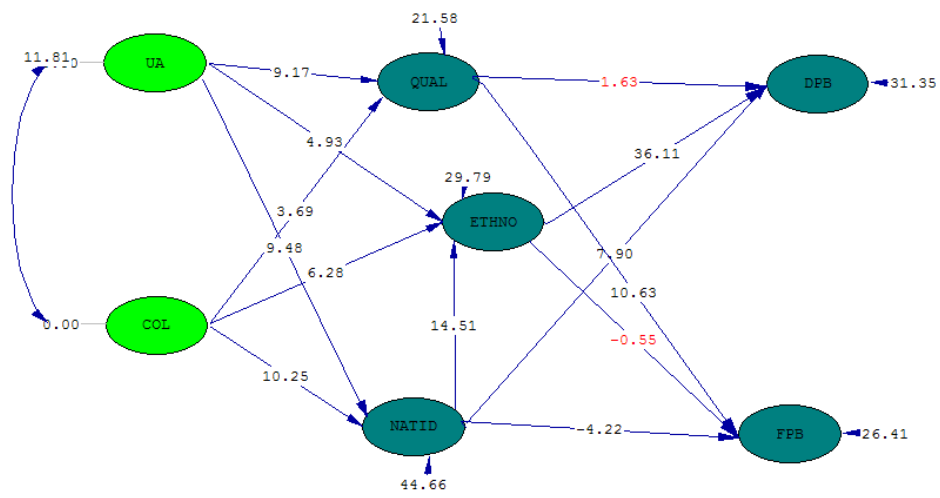 21.58
11.81
UA
9.17
QUAL
1.63
DPB
31.35
4.93
36.11
29.79
3.69
ETHNO
9.48
7.90
6.28
10.63
0.00
COL
14.51
-0.55
10.25
NATID
-4.22
FPB
26.41
44.66